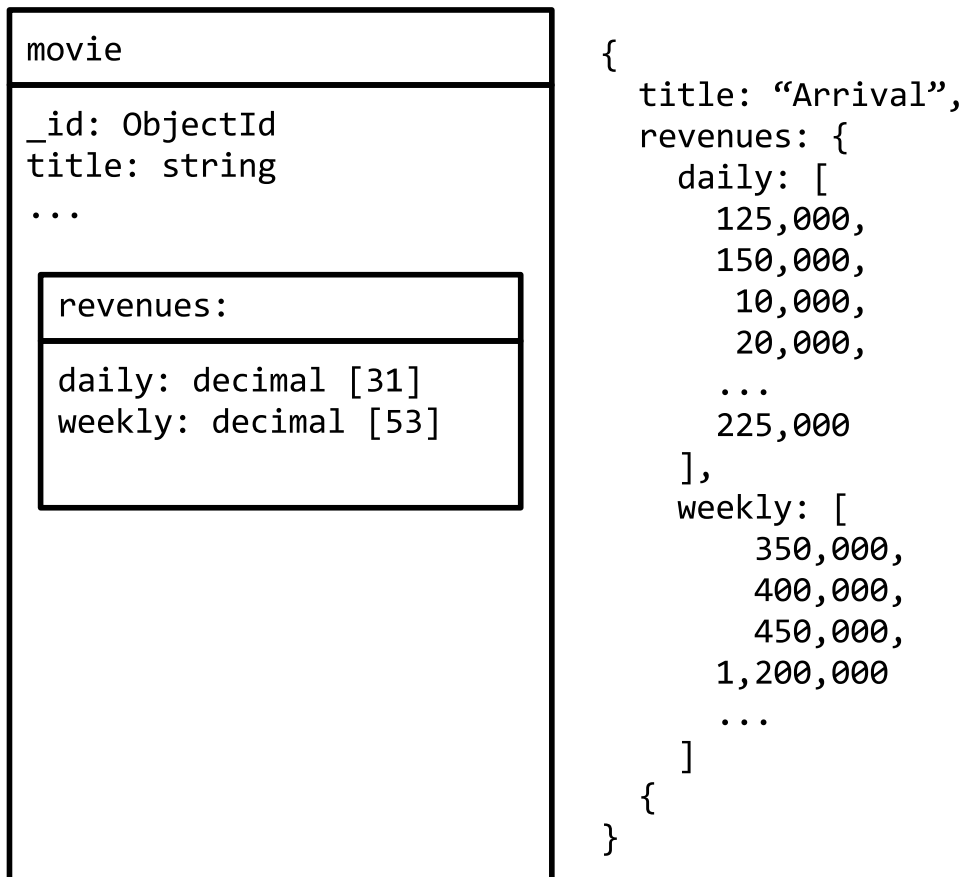 movie
_id: ObjectId
title: string
...
revenues:
daily: decimal [31]
weekly: decimal [53]
{
title: “Arrival”,
revenues: {
daily: [
125,000,
150,000,
10,000,
20,000,
...
225,000
],
weekly: [
350,000,
400,000,
450,000,
1,200,000
...
]
{
}